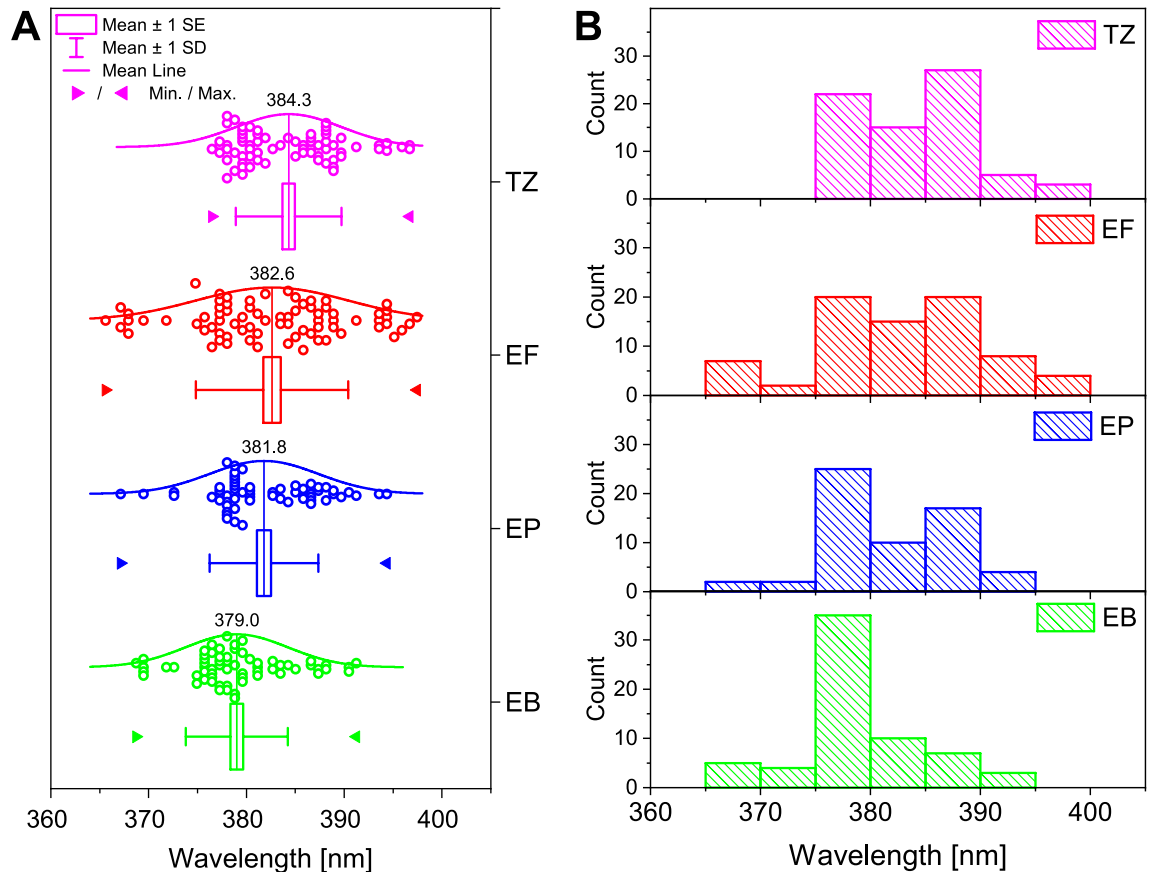 A
Mean ± 1 SE
Mean ± 1 SD
Mean Line
/ Min. / Max.
384.3
TZ
382.6
EF
381.8
EP
379.0
EB
360 370 380 390 400
Wavelength [nm]
B
TZ
Count
30
20
10
0
EF
Count
30
20
10
0
EP
Count
30
20
10
0
EB
Count
30
20
10
0
360 370 380 390 400
Wavelength [nm]